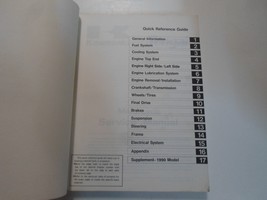 Quick Reference Guide
General Information 1
Fuel System 2
Cooling System 3
Engine Top End 4
Engine Right Side / Left Side 5
Engine Lubrication System 6
Engine Removal/Installation 7
Crankshaft/Transmission 8
Wheels/Tires 9
Final Drive 10
Brakes 11
Suspension 12
Steering 13
Frame 14
Electrical System 15
Appendix 16
Supplement - 1998 Model 17